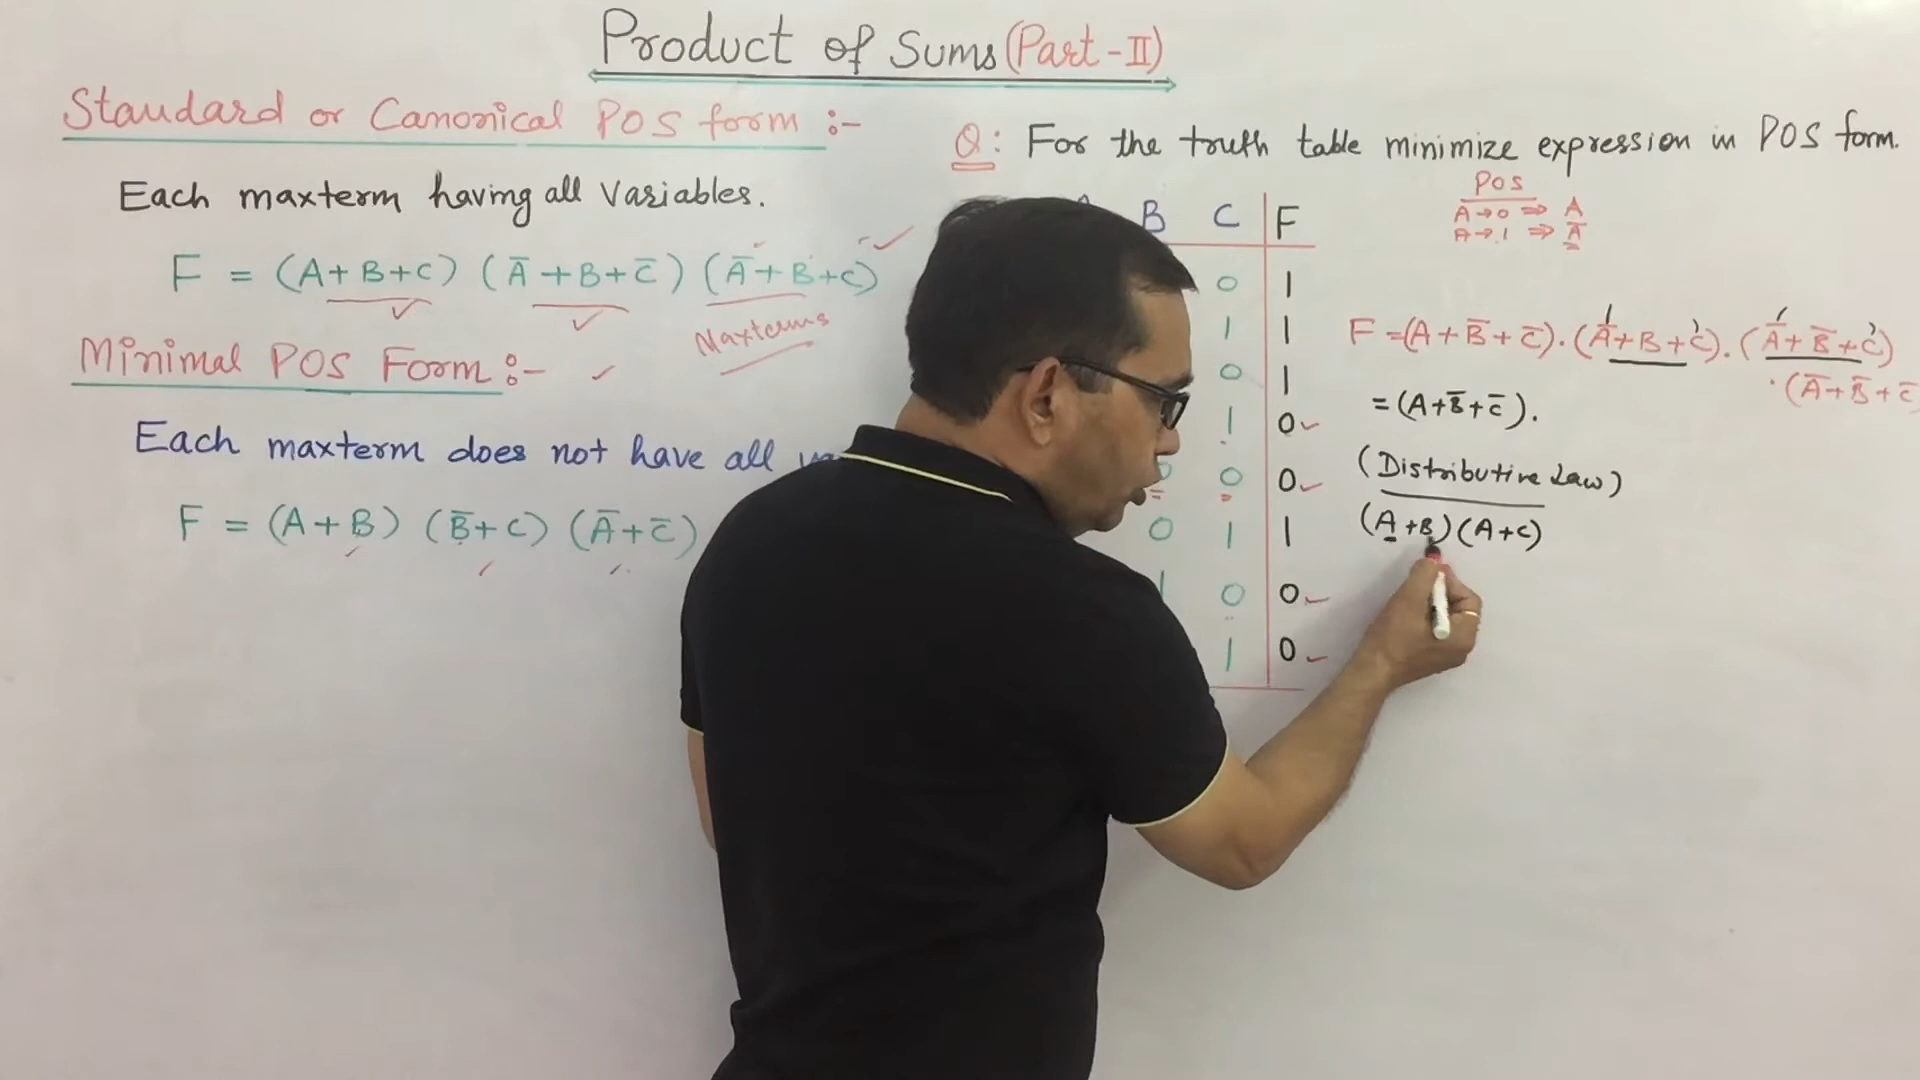 Product of Sums (Part-II)
Standard or Canonical POS form :-
Each maxterm having all variables.
F = (A+B+C) (A̅+B+C̅) (A̅+B+C)
Maxterms
Minimal POS Form :-
Each maxterm does not have all
F = (A+B) (B̅+C) (A̅+C̅)
Q: For the truth table minimize expression in POS form.
POS
A→0 ⇒ A
A→1 ⇒ A̅
B C F
0 1
1 1
0 1
1 0
0 0 0
0 1 1
1 0 0
1 0
F=(A+B̅+C̅).(A̅+B+C).(A̅+B̅+C)
.(A̅+B̅+C̅
=(A+B̅+C̅).
(Distributive Law)
(A+B)(A+C)